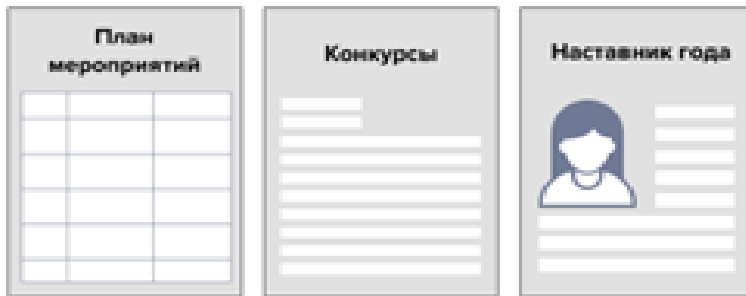 План
мероприятий
Конкурсы
Наставник года